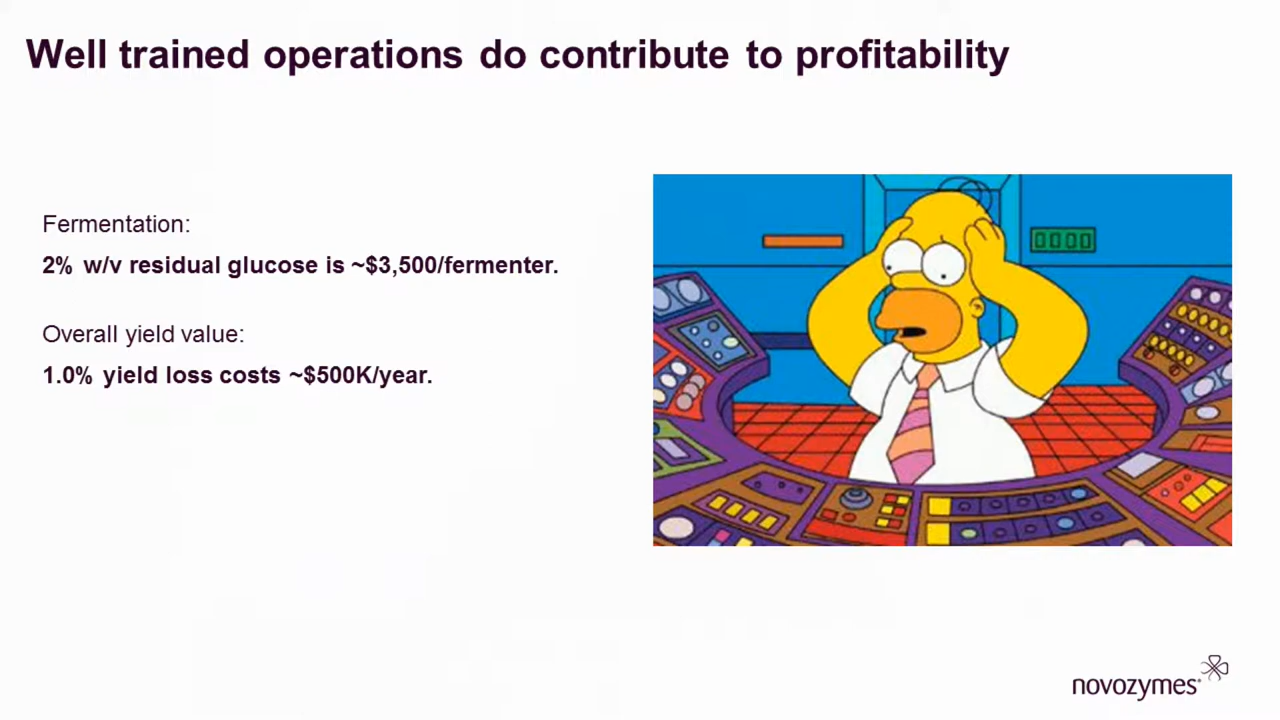 Well trained operations do contribute to profitability
Fermentation:
2% w/v residual glucose is ~$3,500/fermenter.
Overall yield value:
1.0% yield loss costs ~$500K/year.
novozymes